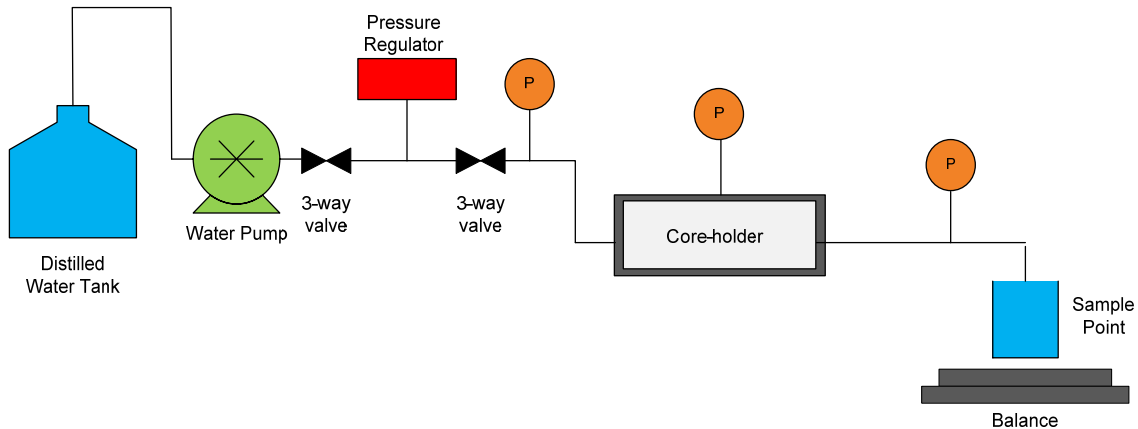 Distilled
Water Tank
Water Pump
3-way
valve
Pressure
Regulator
3-way
valve
P
P
Core-holder
P
Sample
Point
Balance